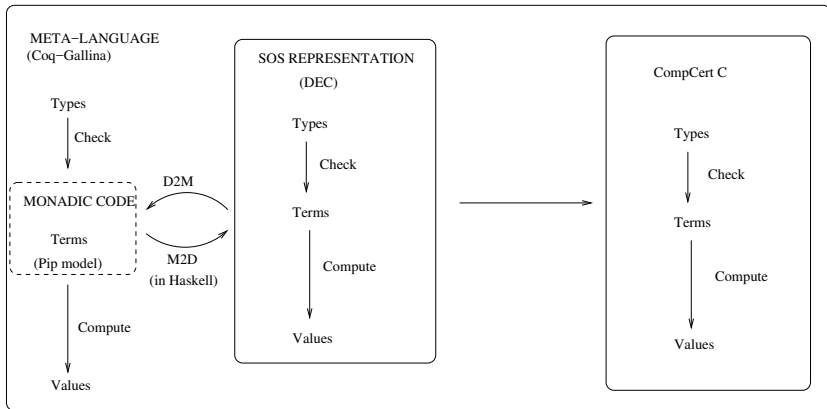 META−LANGUAGE
(Coq−Gallina)
Types
Check
MONADIC CODE
Terms
(Pip model)
Compute
Values
D2M
M2D
(in Haskell)
SOS REPRESENTATION
(DEC)
Types
Check
Terms
Compute
Values
CompCert C
Types
Check
Terms
Compute
Values